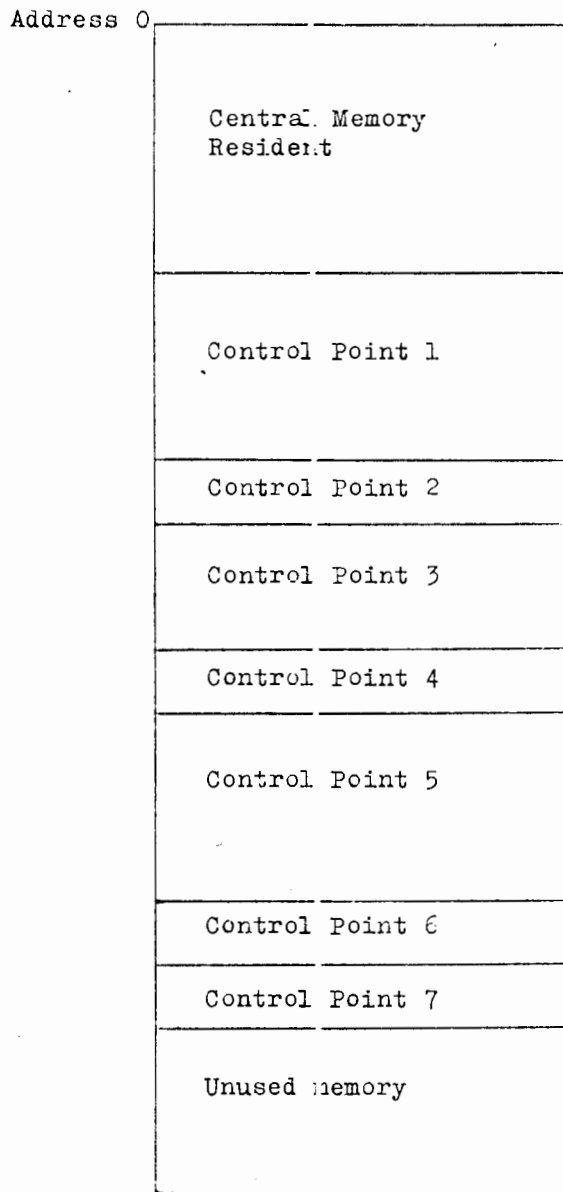 Address 0
Central Memory
Resident
Control Point 1
Control Point 2
Control Point 3
Control Point 4
Control Point 5
Control Point 6
Control Point 7
Unused memory